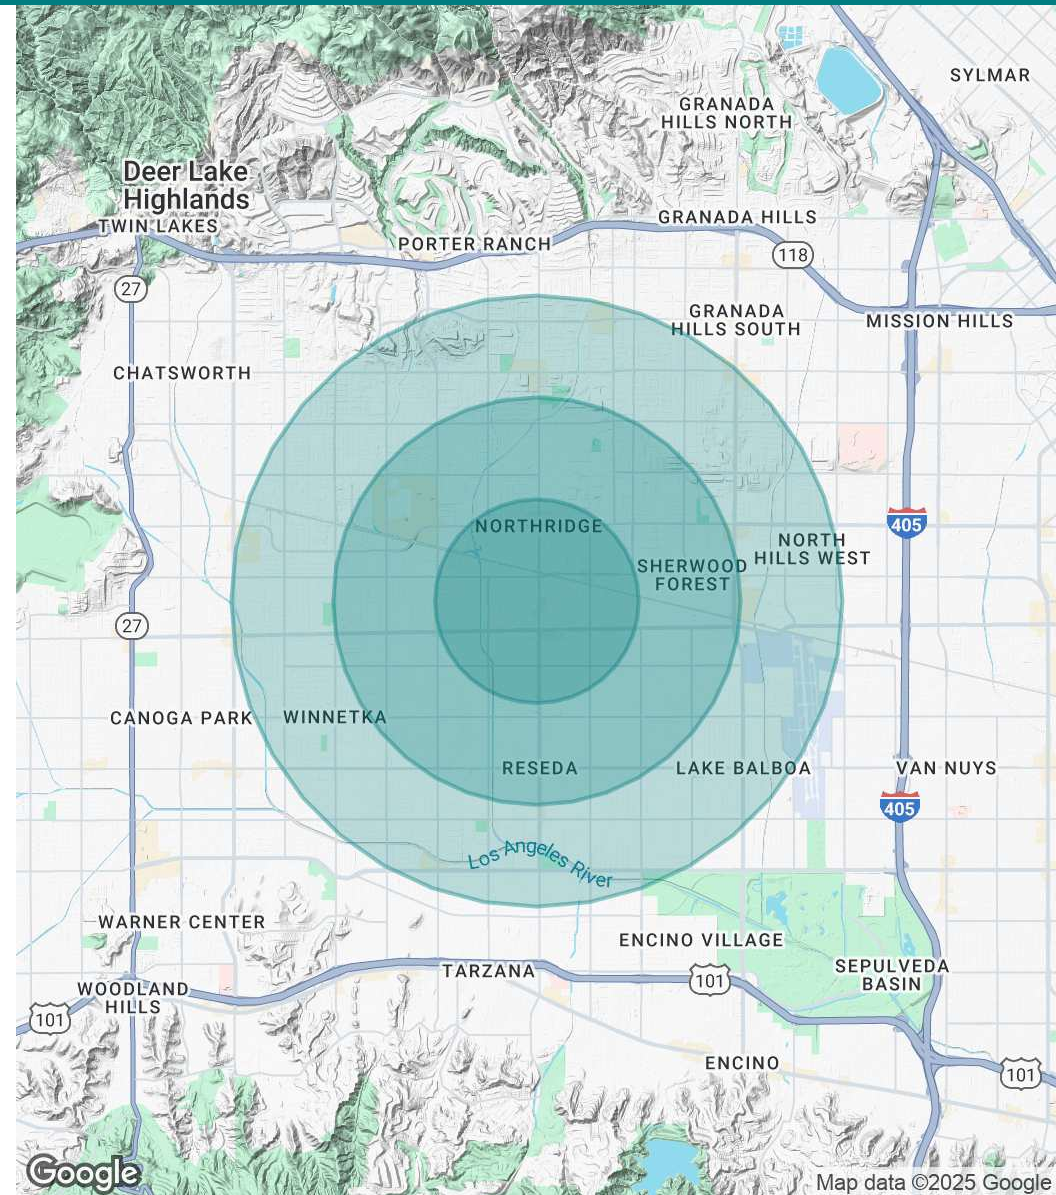 SYLMAR
GRANADA
HILLS NORTH
Deer Lake
Highlands
TWIN LAKES
GRANADA HILLS
PORTER RANCH
118
27
GRANADA
HILLS SOUTH
MISSION HILLS
CHATSWORTH
NORTHRIDGE
405
NORTH
HILLS WEST
SHERWOOD
FOREST
27
CANOGA PARK
WINNETKA
RESEDA
LAKE BALBOA
VAN NUYS
405
Los Angeles River
WARNER CENTER
ENCINO VILLAGE
TARZANA
SEPULVEDA
BASIN
101
WOODLAND
HILLS
101
ENCINO
101
Google
Map data ©2025 Google